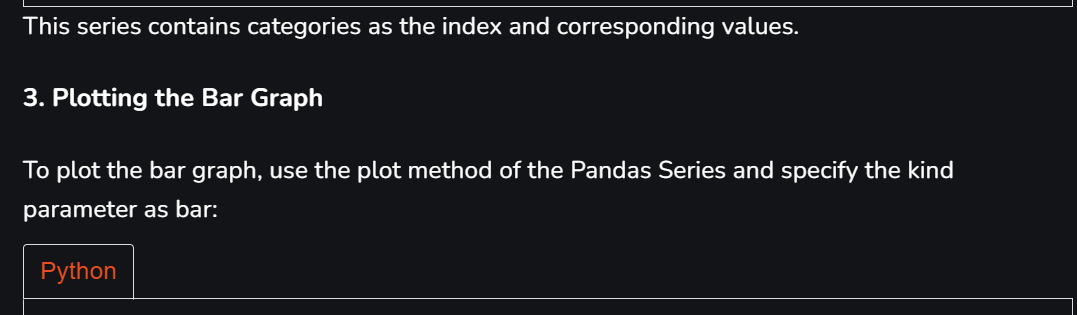 This series contains categories as the index and corresponding values.
3. Plotting the Bar Graph
To plot the bar graph, use the plot method of the Pandas Series and specify the kind
parameter as bar:
Python